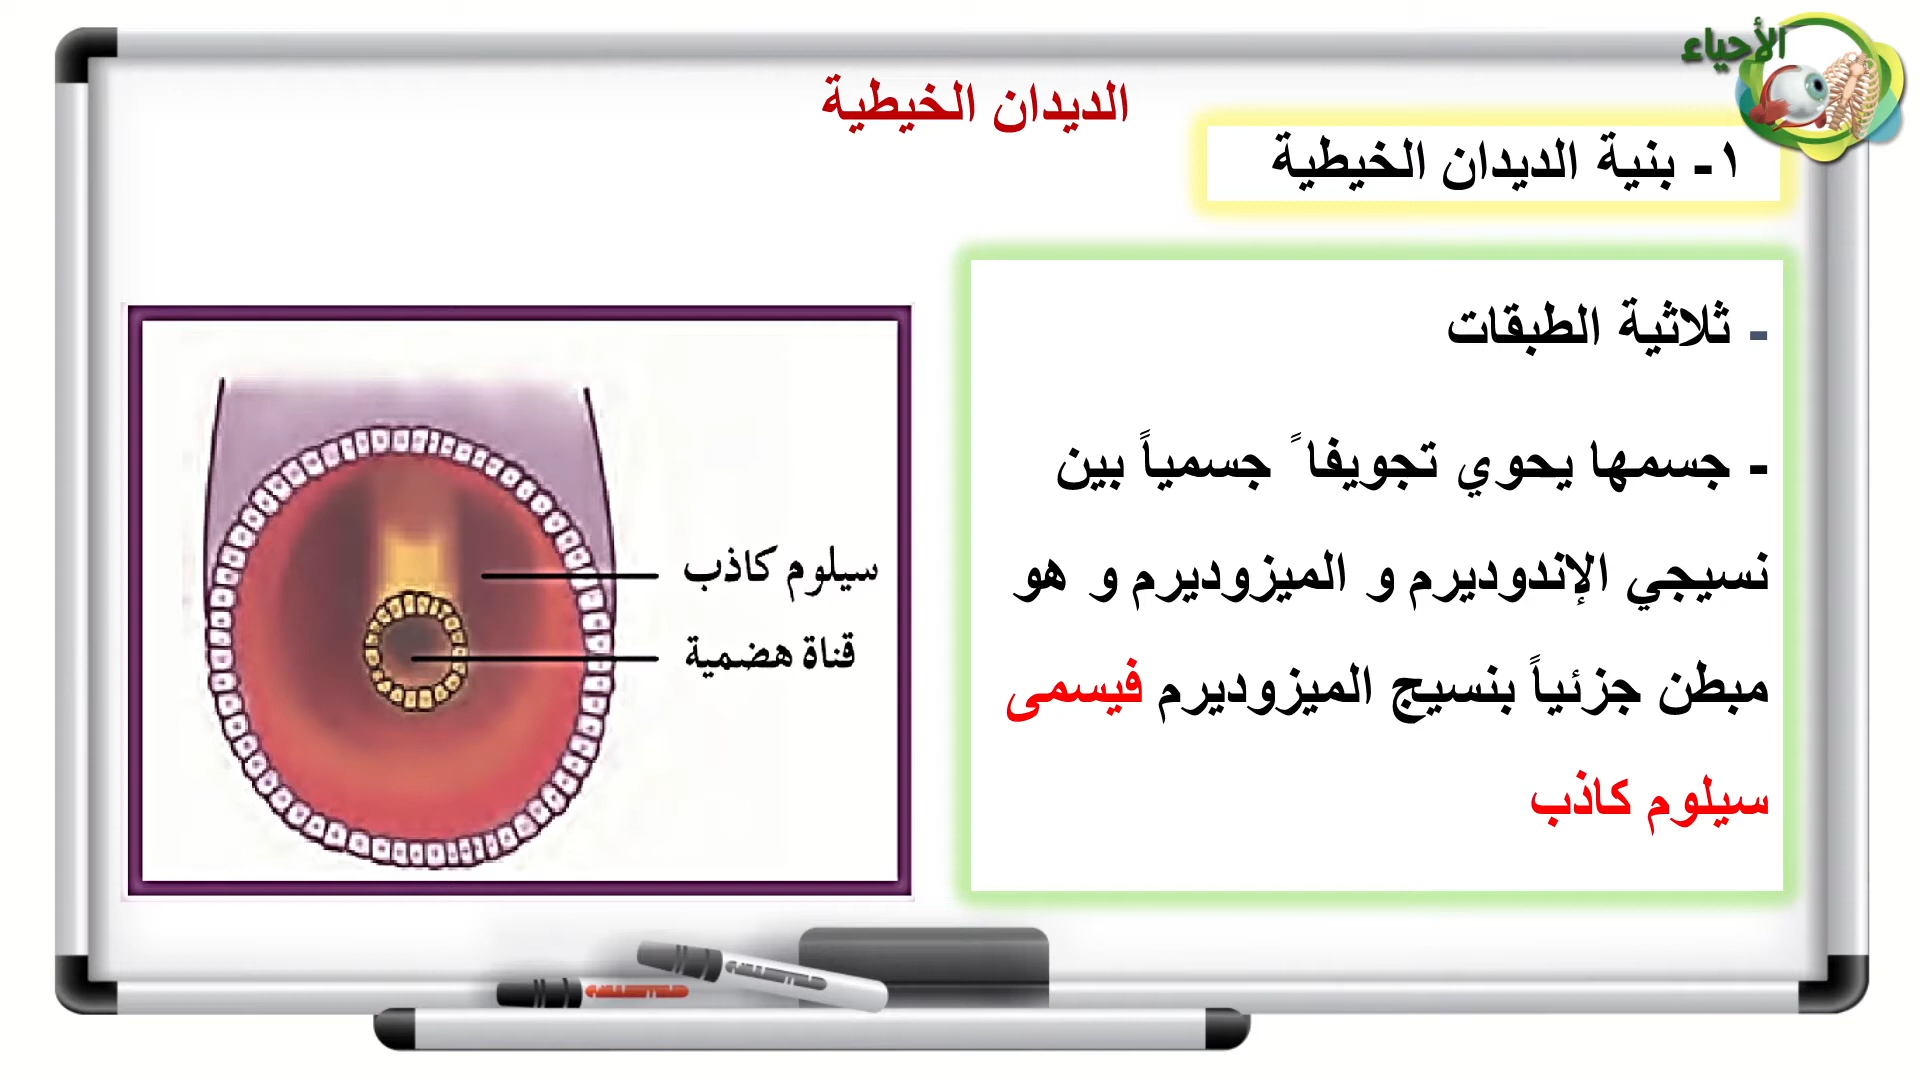 الأحياء
الديدان الخيطية
١- بنية الديدان الخيطية
- ثلاثية الطبقات
- جسمها يحوي تجويفا ً جسمياً بين
نسيجي الإندوديرم و الميزوديرم و هو
مبطن جزئياً بنسيج الميزوديرم فيسمى
سيلوم كاذب
سيلوم كاذب
قناة هضمية